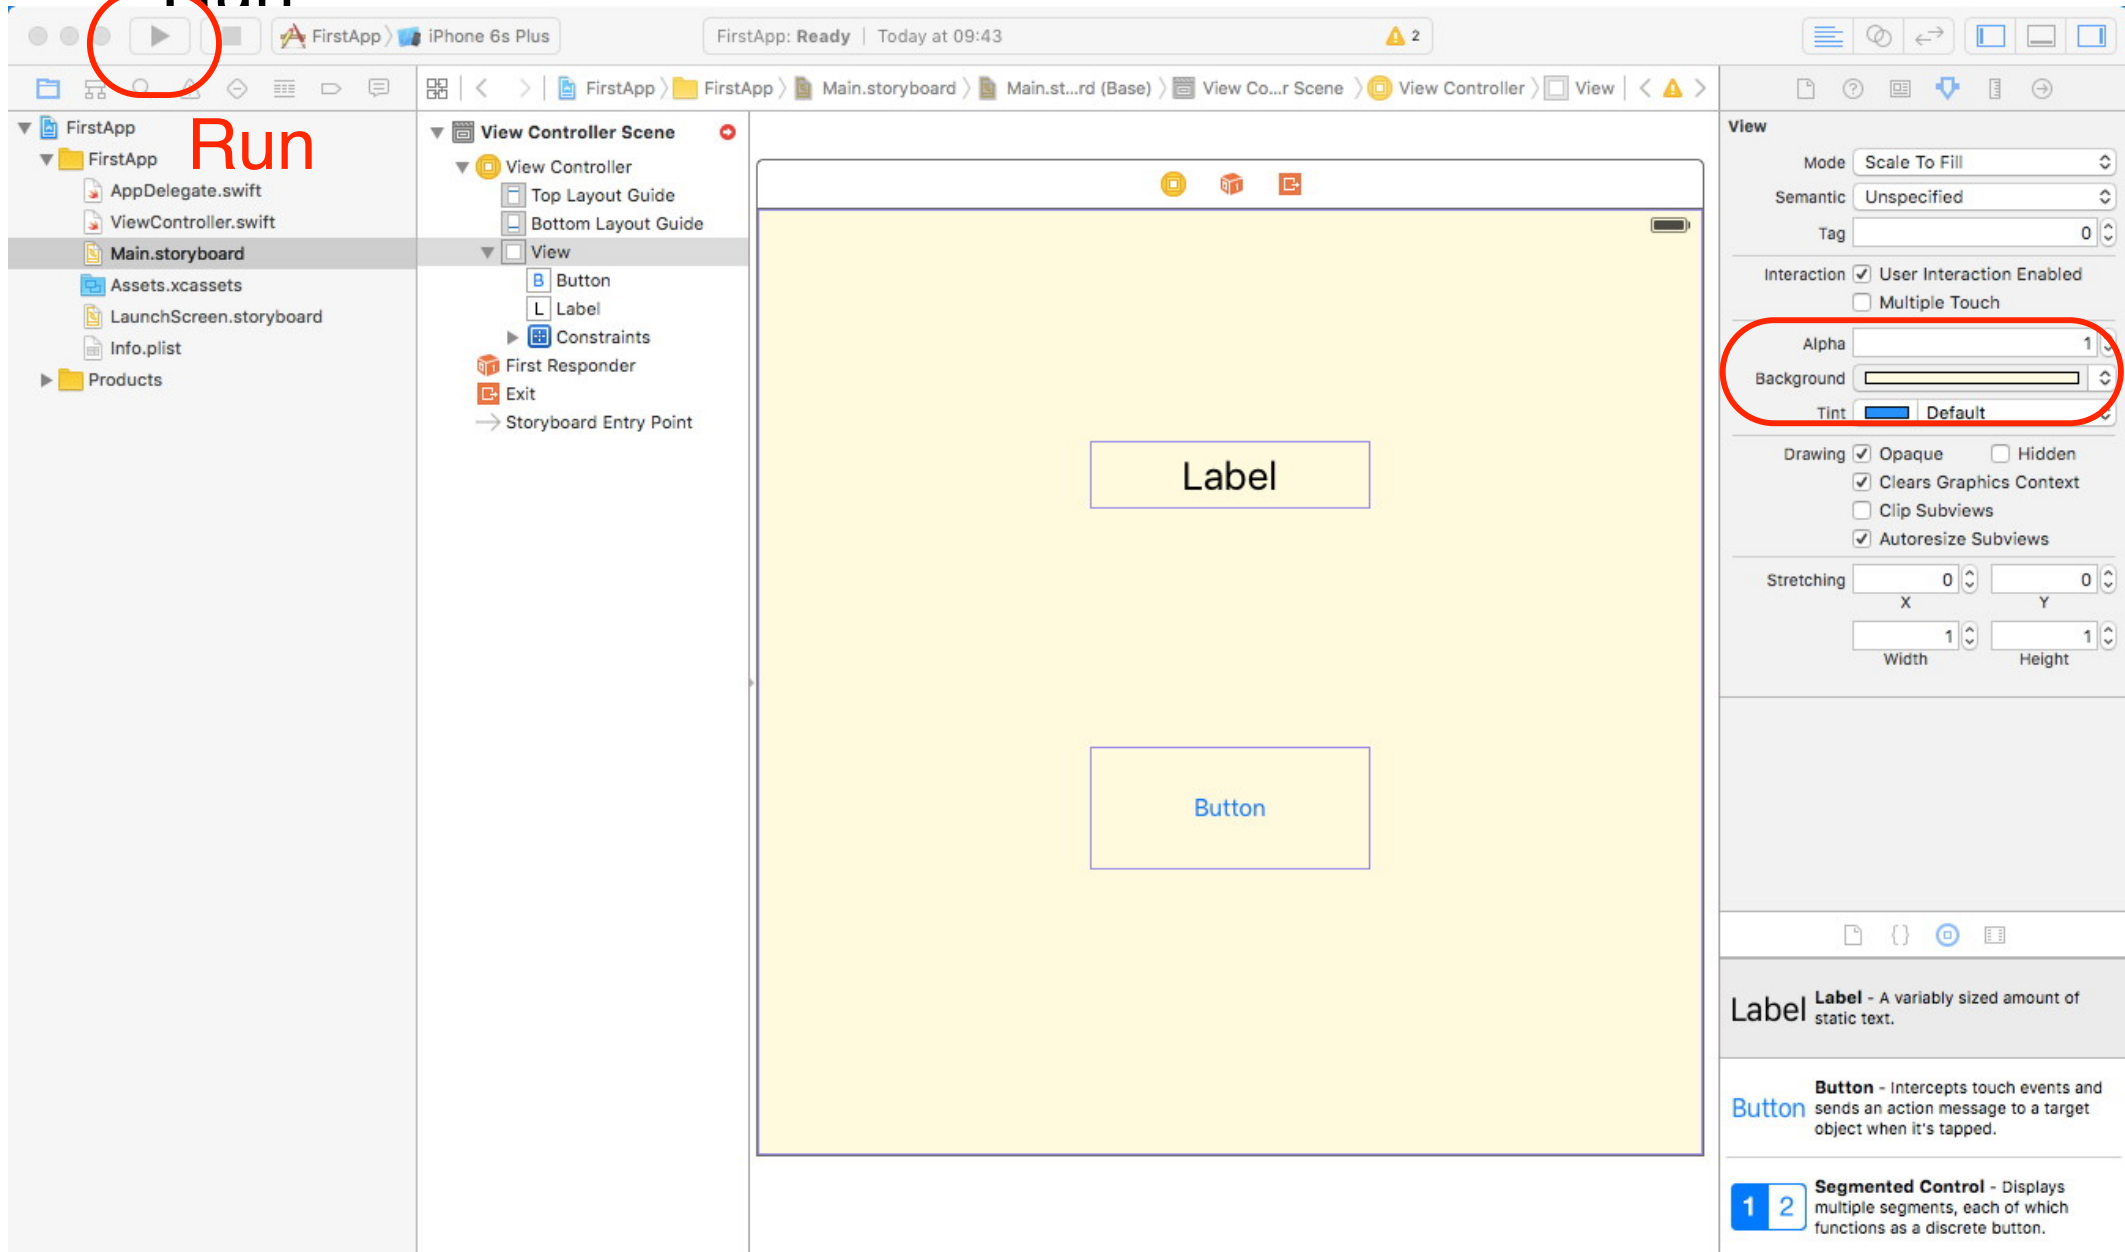 Run
FirstApp iPhone 6s Plus
FirstApp: Ready | Today at 09:43
2
FirstApp FirstApp Main.storyboard Main.st...rd (Base) View Co...r Scene View Controller View
Run
FirstApp
FirstApp
AppDelegate.swift
ViewController.swift
Main.storyboard
Assets.xcassets
LaunchScreen.storyboard
Info.plist
Products
View Controller Scene
View Controller
Top Layout Guide
Bottom Layout Guide
View
B Button
L Label
Constraints
First Responder
Exit
Storyboard Entry Point
Label
Button
View
Mode Scale To Fill
Semantic Unspecified
Tag 0
Interaction User Interaction Enabled
Multiple Touch
Alpha 1
Background
Tint Default
Drawing Opaque Hidden
Clears Graphics Context
Clip Subviews
Autoresize Subviews
Stretching 0 0
X Y
1 1
Width Height
{}
Label Label - A variably sized amount of
static text.
Button - Intercepts touch events and
Button sends an action message to a target
object when it's tapped.
Segmented Control - Displays
1 2 multiple segments, each of which
functions as a discrete button.